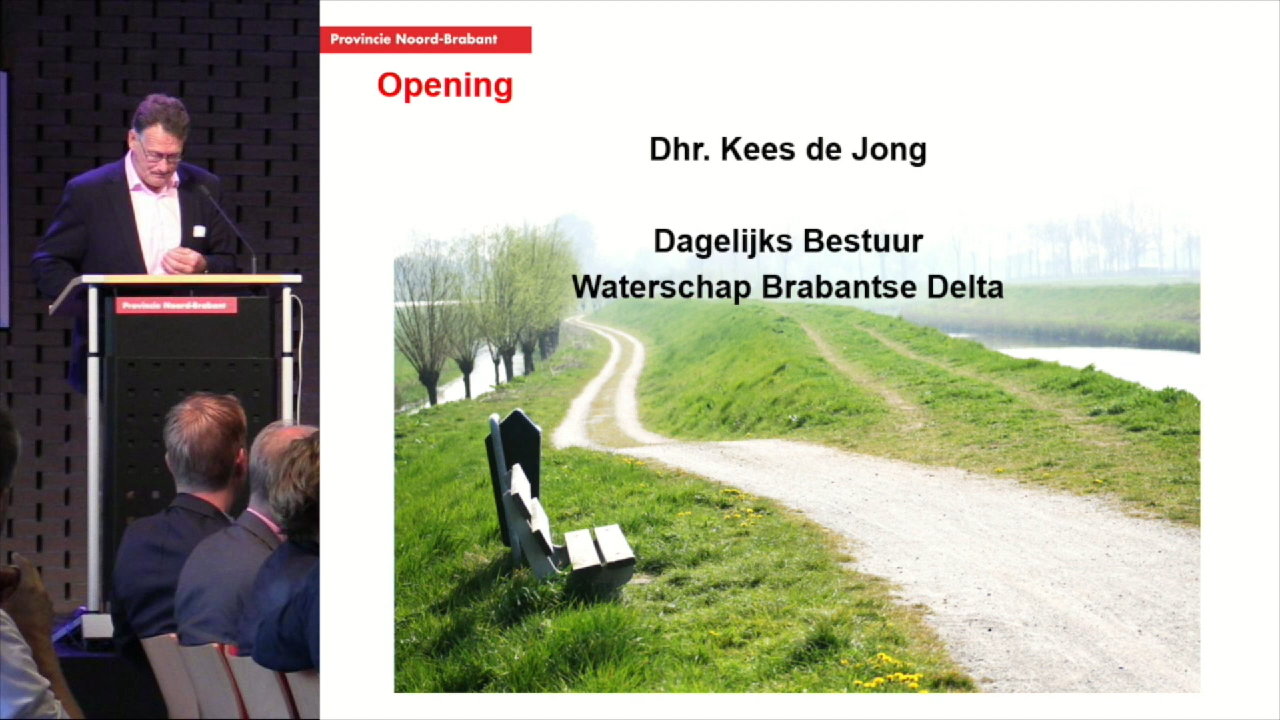 Provincie Noord-Brabant
Opening
Dhr. Kees de Jong
Dagelijks Bestuur
Waterschap Brabantse Delta
Provincie Noord-Brabant